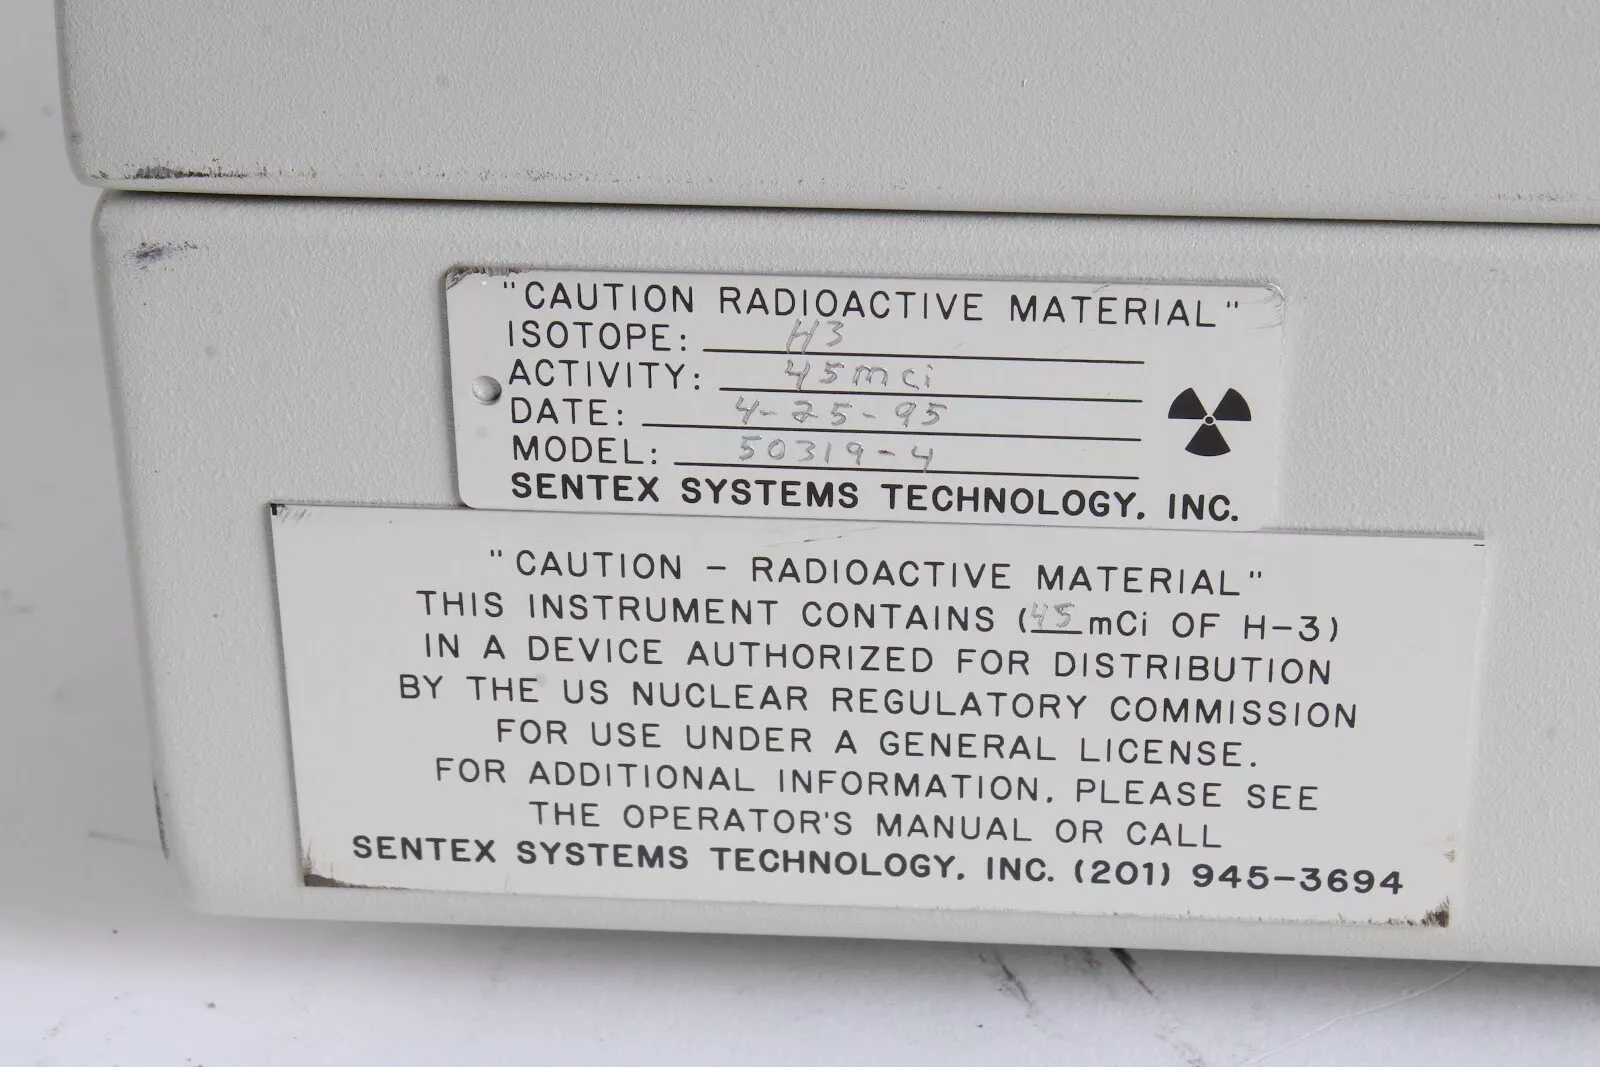 "CAUTION RADIOACTIVE MATERIAL"
ISOTOPE: H3
ACTIVITY: 45mci
DATE: 4-25-95
MODEL: 50319-4
SENTEX SYSTEMS TECHNOLOGY, INC.
"CAUTION - RADIOACTIVE MATERIAL"
THIS INSTRUMENT CONTAINS (45 mCi OF H-3)
IN A DEVICE AUTHORIZED FOR DISTRIBUTION
BY THE US NUCLEAR REGULATORY COMMISSION
FOR USE UNDER A GENERAL LICENSE.
FOR ADDITIONAL INFORMATION, PLEASE SEE
THE OPERATOR'S MANUAL OR CALL
SENTEX SYSTEMS TECHNOLOGY, INC. (201) 945-3694